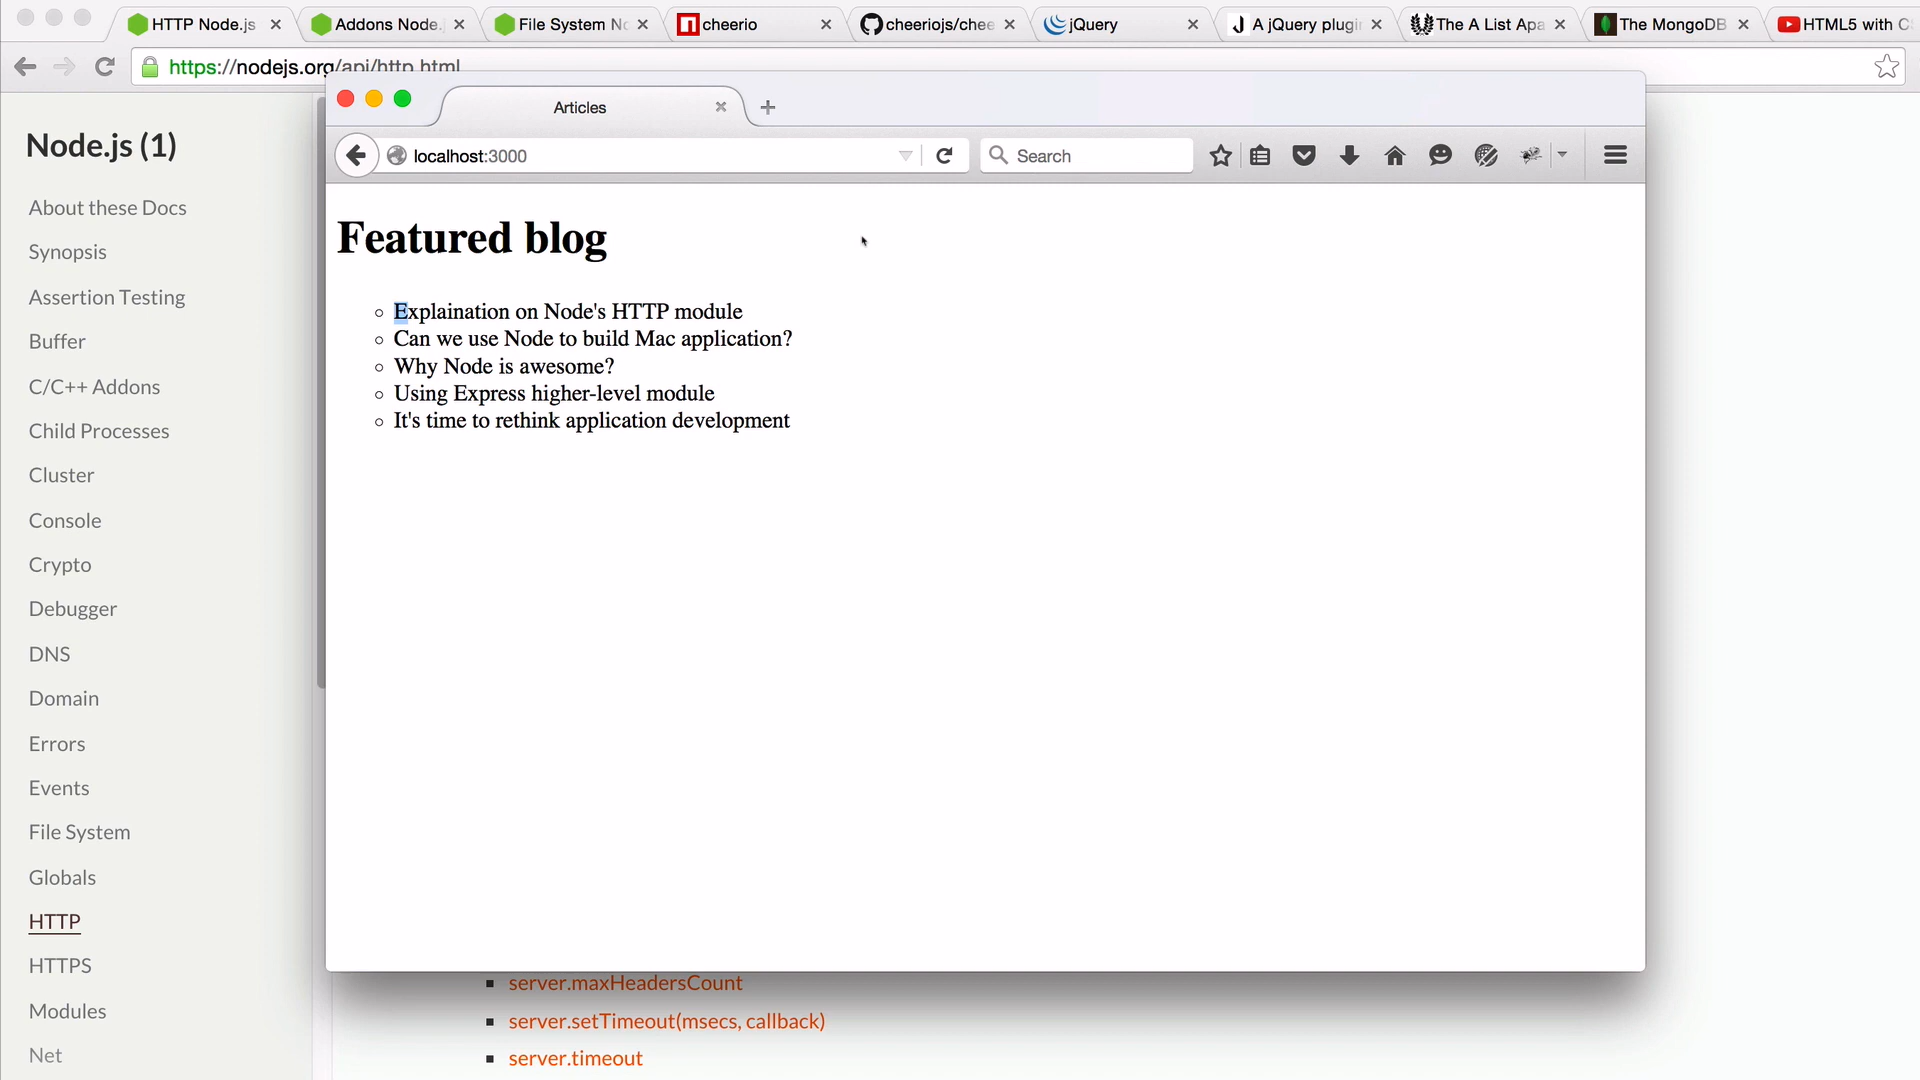 HTTP Node.js
Addons Node.
File System No
cheerio
cheeriojs/chee
jQuery
A jQuery plugi
The A List Apa
The MongoDB
HTML5 with C
https://nodejs.org/api/http.html
Articles
localhost:3000
Search
Featured blog
Explaination on Node's HTTP module
Can we use Node to build Mac application?
Why Node is awesome?
Using Express higher-level module
It's time to rethink application development
Node.js (1)
About these Docs
Synopsis
Assertion Testing
Buffer
C/C++ Addons
Child Processes
Cluster
Console
Crypto
Debugger
DNS
Domain
Errors
Events
File System
Globals
HTTP
HTTPS
Modules
Net
server.maxHeadersCount
server.setTimeout(msecs, callback)
server.timeout